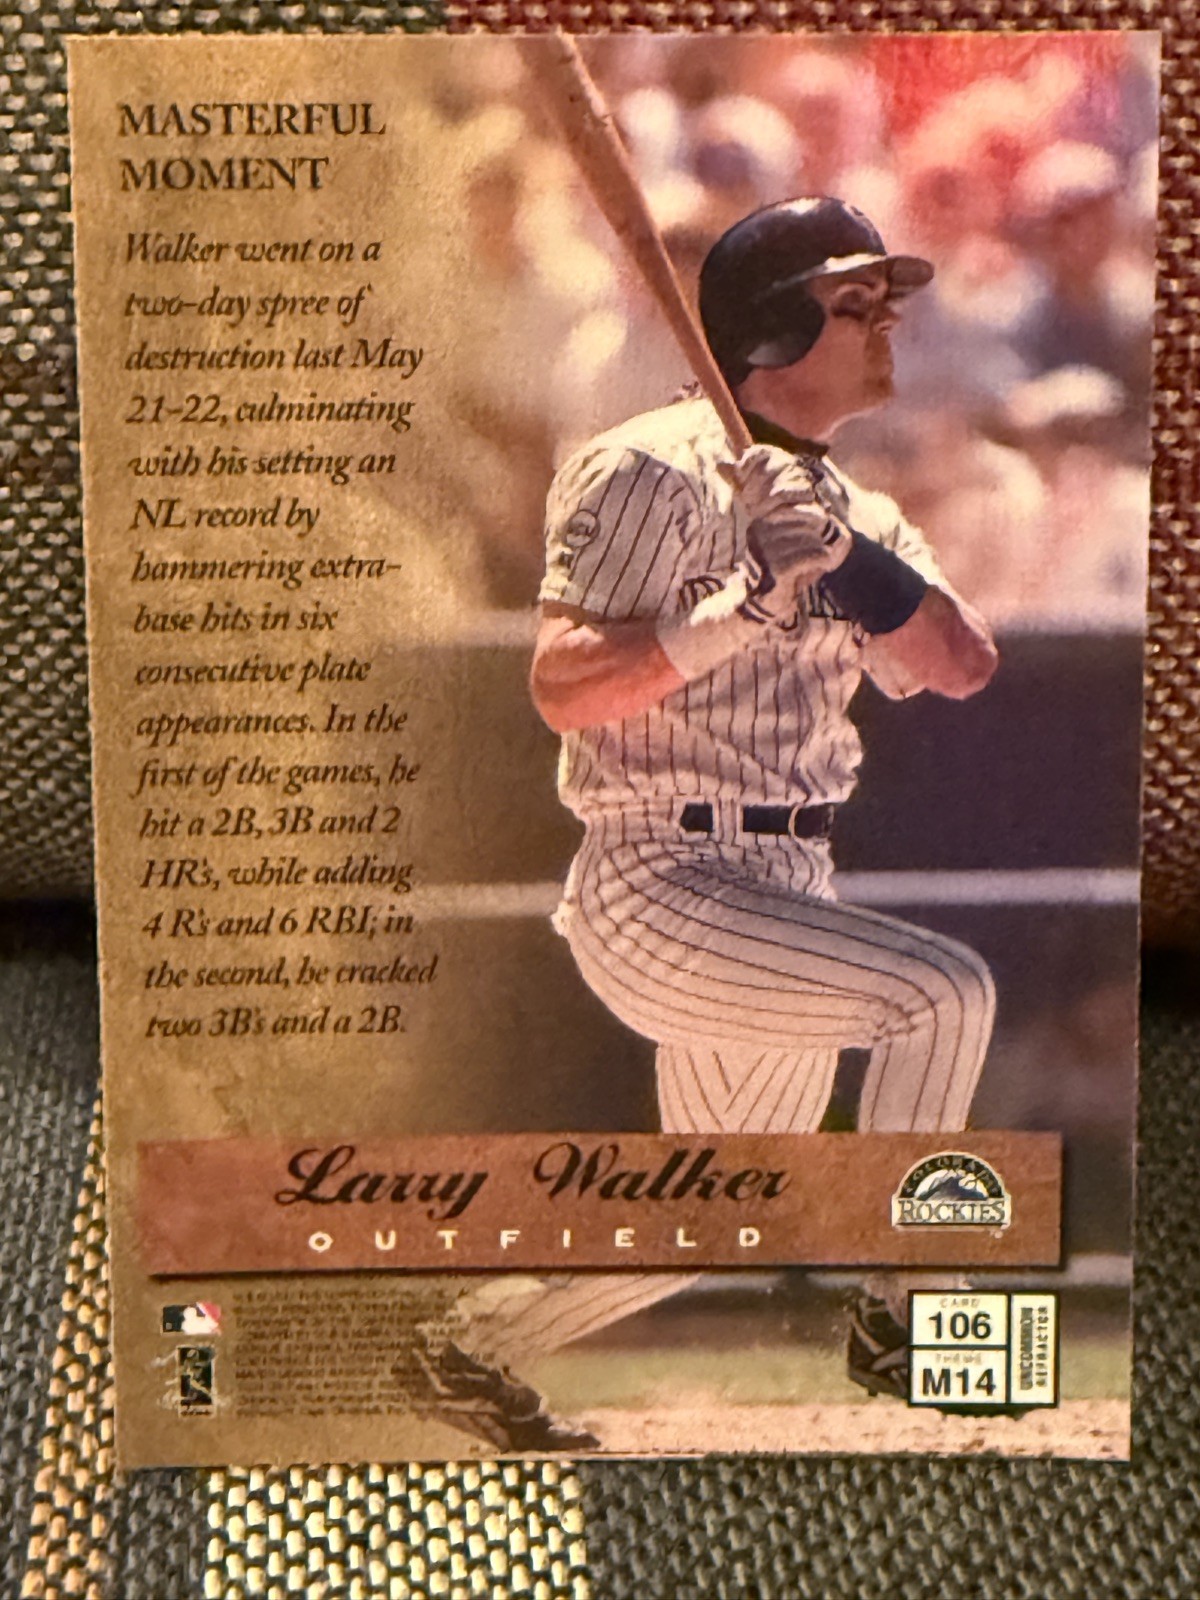 MASTERFUL
MOMENT
Walker went on a
two-day spree of
destruction last May
21-22, culminating
with his setting an
NL record by
hammering extra-
base hits in six
consecutive plate
appearances. In the
first of the games, he
hit a 2B, 3B and 2
HR's, while adding
4 R's and 6 RBI; in
the second, he cracked
two 3B's and a 2B.
Larry Walker
OUTFIELD
COLORADO
ROCKIES
CARD
106
THEME
M14
UNCOMMON
REFRACTOR